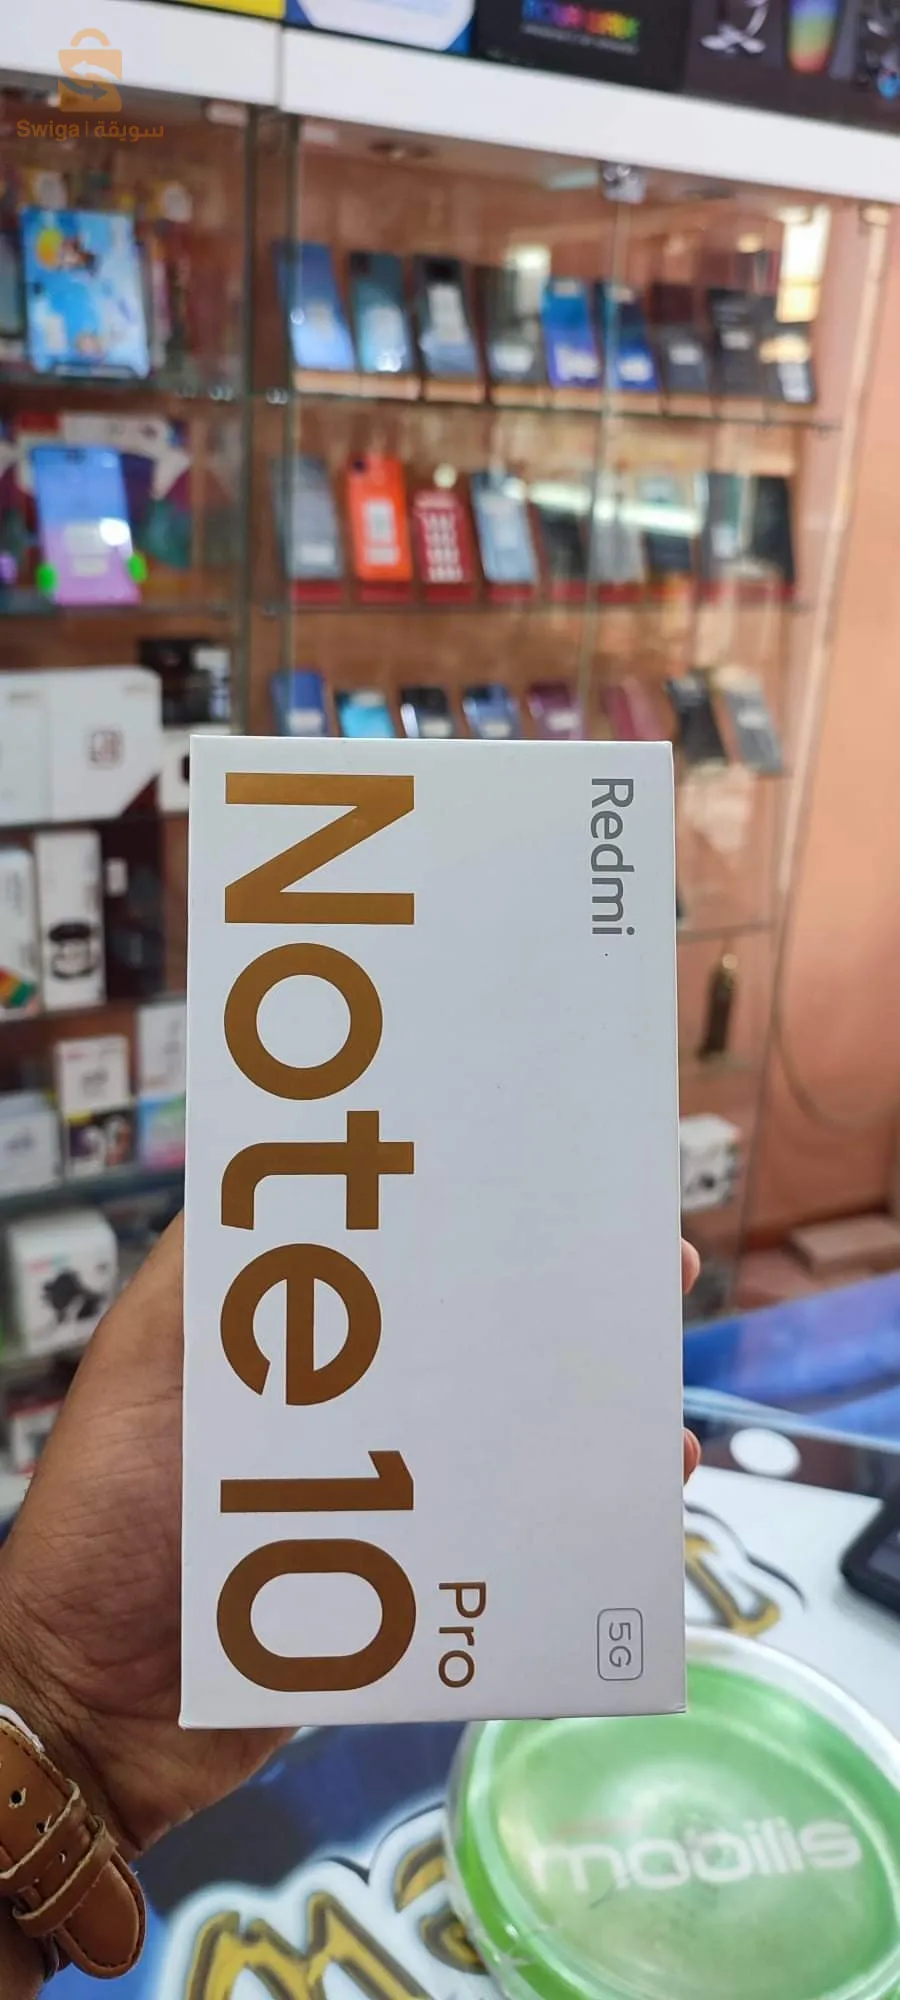 Swiga | سويقة
Redmi
Note 10
Pro
5G
mobilis